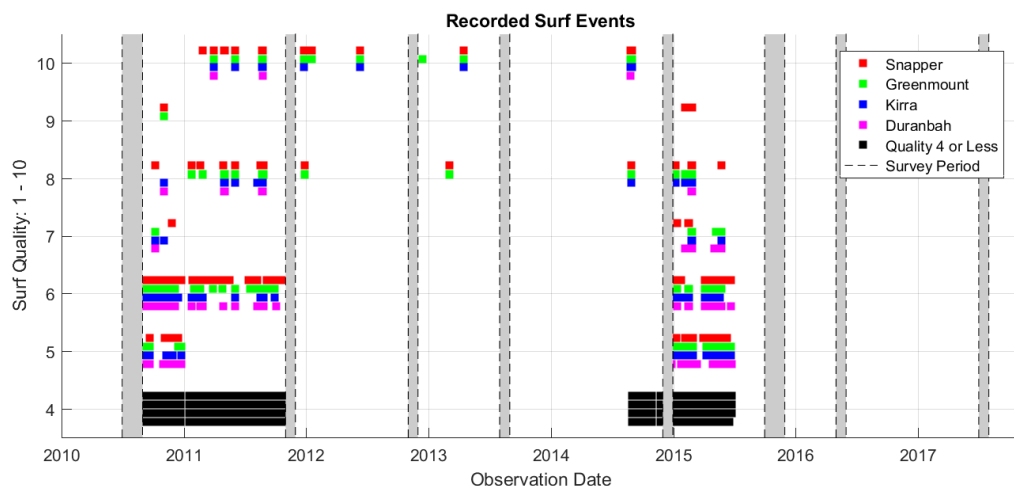 Recorded Surf Events
10
9
8
7
6
5
4
Surf Quality: 1 - 10
2010 2011 2012 2013 2014 2015 2016 2017
Observation Date
Snapper
Greenmount
Kirra
Duranbah
Quality 4 or Less
Survey Period